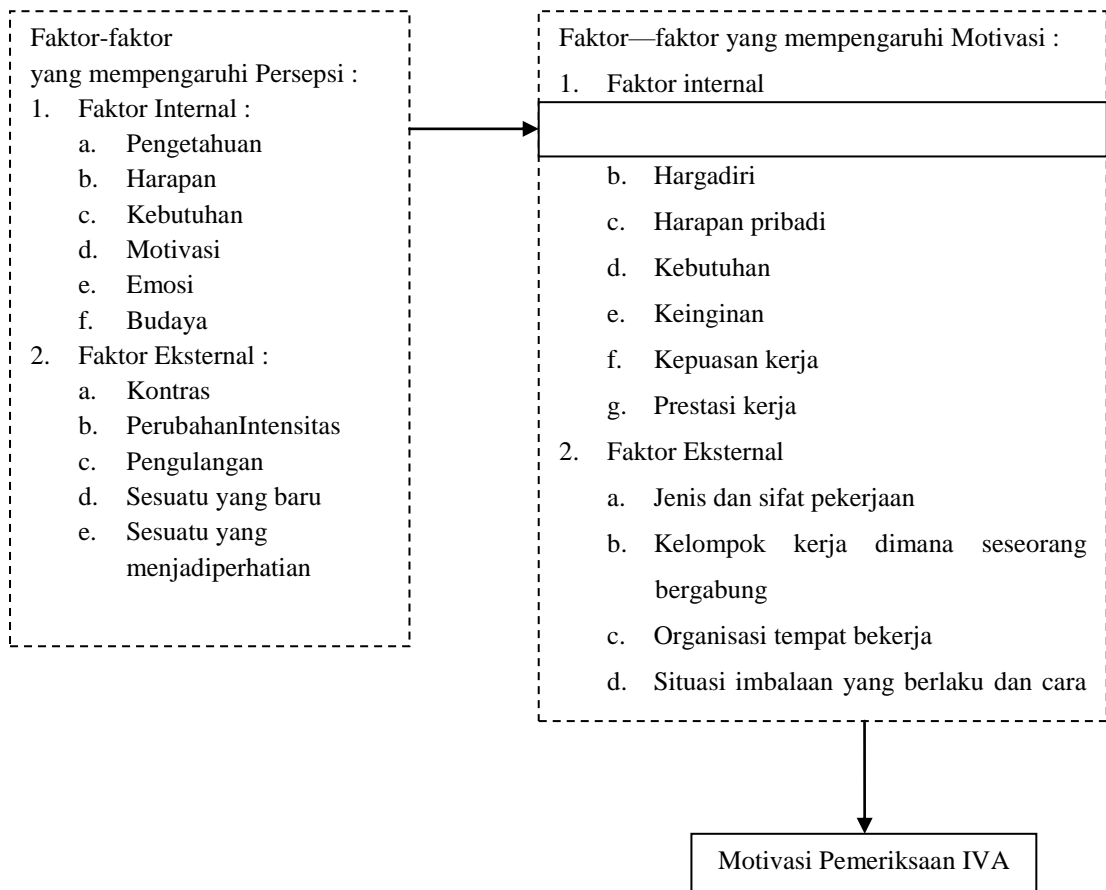 Faktor-faktor
yang mempengaruhi Persepsi :
1. Faktor Internal :
a. Pengetahuan
b. Harapan
c. Kebutuhan
d. Motivasi
e. Emosi
f. Budaya
2. Faktor Eksternal :
a. Kontras
b. PerubahanIntensitas
c. Pengulangan
d. Sesuatu yang baru
e. Sesuatu yang
menjadiperhatian
Faktor—faktor yang mempengaruhi Motivasi :
1. Faktor internal
b. Hargadiri
c. Harapan pribadi
d. Kebutuhan
e. Keinginan
f. Kepuasan kerja
g. Prestasi kerja
2. Faktor Eksternal
a. Jenis dan sifat pekerjaan
b. Kelompok kerja dimana seseorang
bergabung
c. Organisasi tempat bekerja
d. Situasi imbalaan yang berlaku dan cara
Motivasi Pemeriksaan IVA